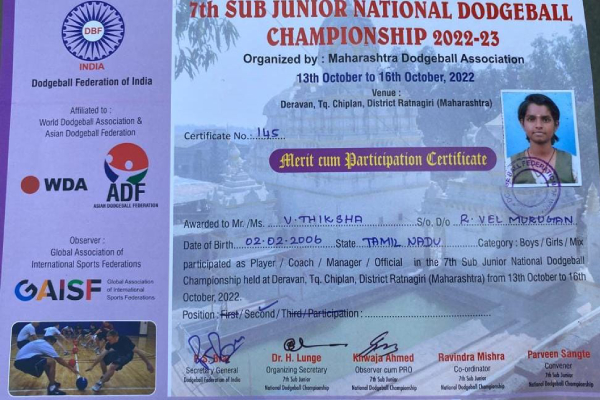 DBF
INDIA
Dodgeball Federation of India
Affiliated to :
World Dodgeball Association &
Asian Dodgeball Federation
WDA
ADF
ASIAN DODGEBALL FEDERATION
Observer :
Global Association of
International Sports Federations
GAISF
Global Association
of International
Sports Federations
7th SUB JUNIOR NATIONAL DODGEBALL
CHAMPIONSHIP 2022-23
Organized by : Maharashtra Dodgeball Association
13th October to 16th October, 2022
Venue :
Deravan, Tq. Chiplan, District Ratnagiri (Maharashtra)
Certificate No.: 145
Merit cum Participation Certificate
Awarded to Mr. /Ms. V. THIKSHA S/o. D/o R. VEL MURUGAN
Date of Birth 02.02.2006 State TAMIL NADU Category : Boys / Girls / Mix
participated as Player / Coach / Manager / Official in the 7th Sub Junior National Dodgeball
Championship held at Deravan, Tq. Chiplan, District Ratnagiri (Maharashtra) from 13th October to 16th
October, 2022.
Position : First / Second / Third / Participation :
Secretary General
Dodgeball Federation of India
Dr. H. Lunge
Organizing Secretary
7th Sub Junior
National Dodgeball Championship
Khwaja Ahmed
Observer cum PRO
7th Sub Junior
National Dodgeball Championship
Ravindra Mishra
Co-ordinator
7th Sub Junior
National Dodgeball Championship
Parveen Sangte
Convener
7th Sub Junior
National Dodgeball Championship